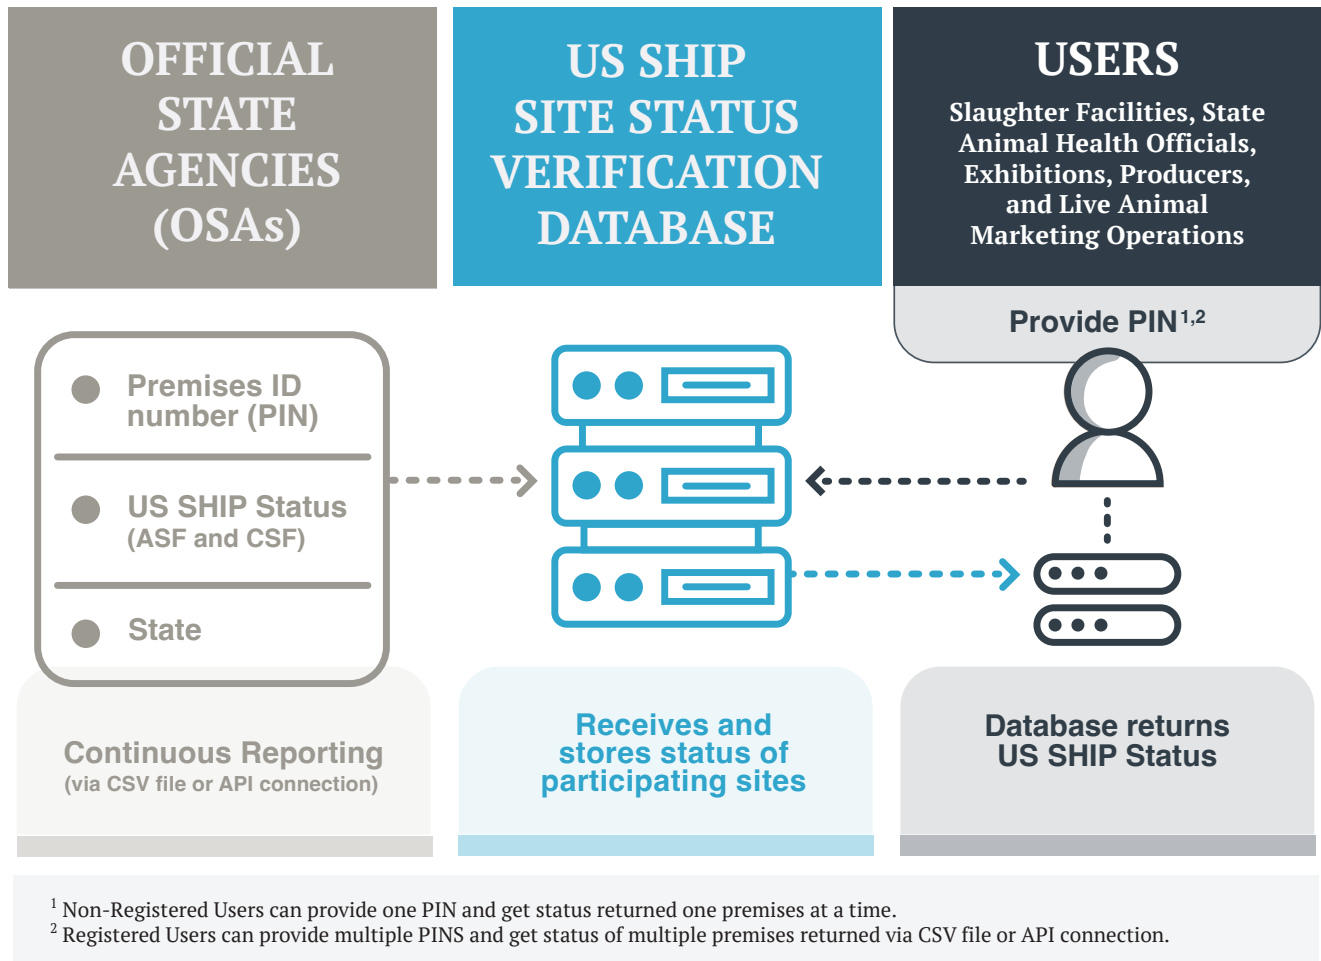 OFFICIAL
STATE
AGENCIES
(OSAs)
US SHIP
SITE STATUS
VERIFICATION
DATABASE
USERS
Slaughter Facilities, State
Animal Health Officials,
Exhibitions, Producers,
and Live Animal
Marketing Operations
Provide PIN1,2
Premises ID
number (PIN)
US SHIP Status
(ASF and CSF)
State
Continuous Reporting
(via CSV file or API connection)
Receives and
stores status of
participating sites
Database returns
US SHIP Status
1 Non-Registered Users can provide one PIN and get status returned one premises at a time.
2 Registered Users can provide multiple PINS and get status of multiple premises returned via CSV file or API connection.